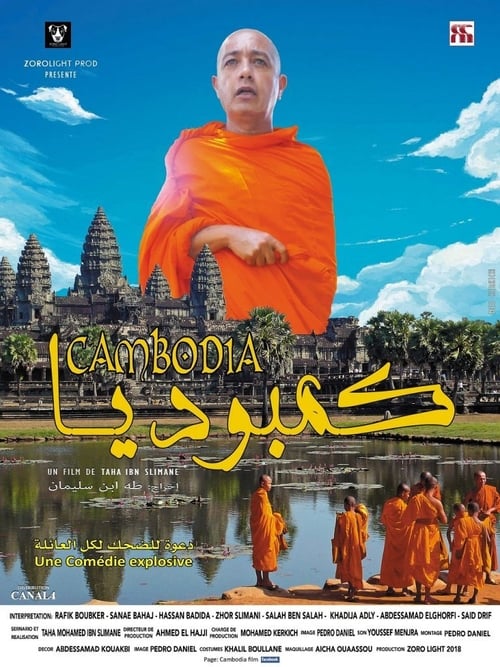 ZOROLIGHT PROD
PRESENTE
CAMBODIA
كمبوديا
UN FILM DE TAHA IBN SLIMANE
إخراج: طه ابن سليمان
دعوة للضحك لكل العائلة
Une Comédie explosive
DISTRIBUTION
CANAL4
INTERPRETATION: RAFIK BOUBKER - SANAE BAHAJ - HASSAN BADIDA - ZHOR SLIMANI - SALAH BEN SALAH - KHADIJA ADLY - ABDESSAMAD ELGHORFI - SAID DRIF
SCENARIO ET REALISATION TAHA MOHAMED IBN SLIMANE DIRECTEUR DE PRODUCTION AHMED EL HAJJI CHARGE DE PRODUCTION MOHAMED KERKICH IMAGE PEDRO DANIEL SON YOUSSEF MENJRA MONTAGE PEDRO DANIEL
DECOR ABDESSAMAD KOUAKBI IMAGE PEDRO DANIEL COSTUMES KHALIL BOULLANE MAQUILLAGE AICHA OUAASSOU PRODUCTION ZORO LIGHT 2018
Page: Cambodia film facebook